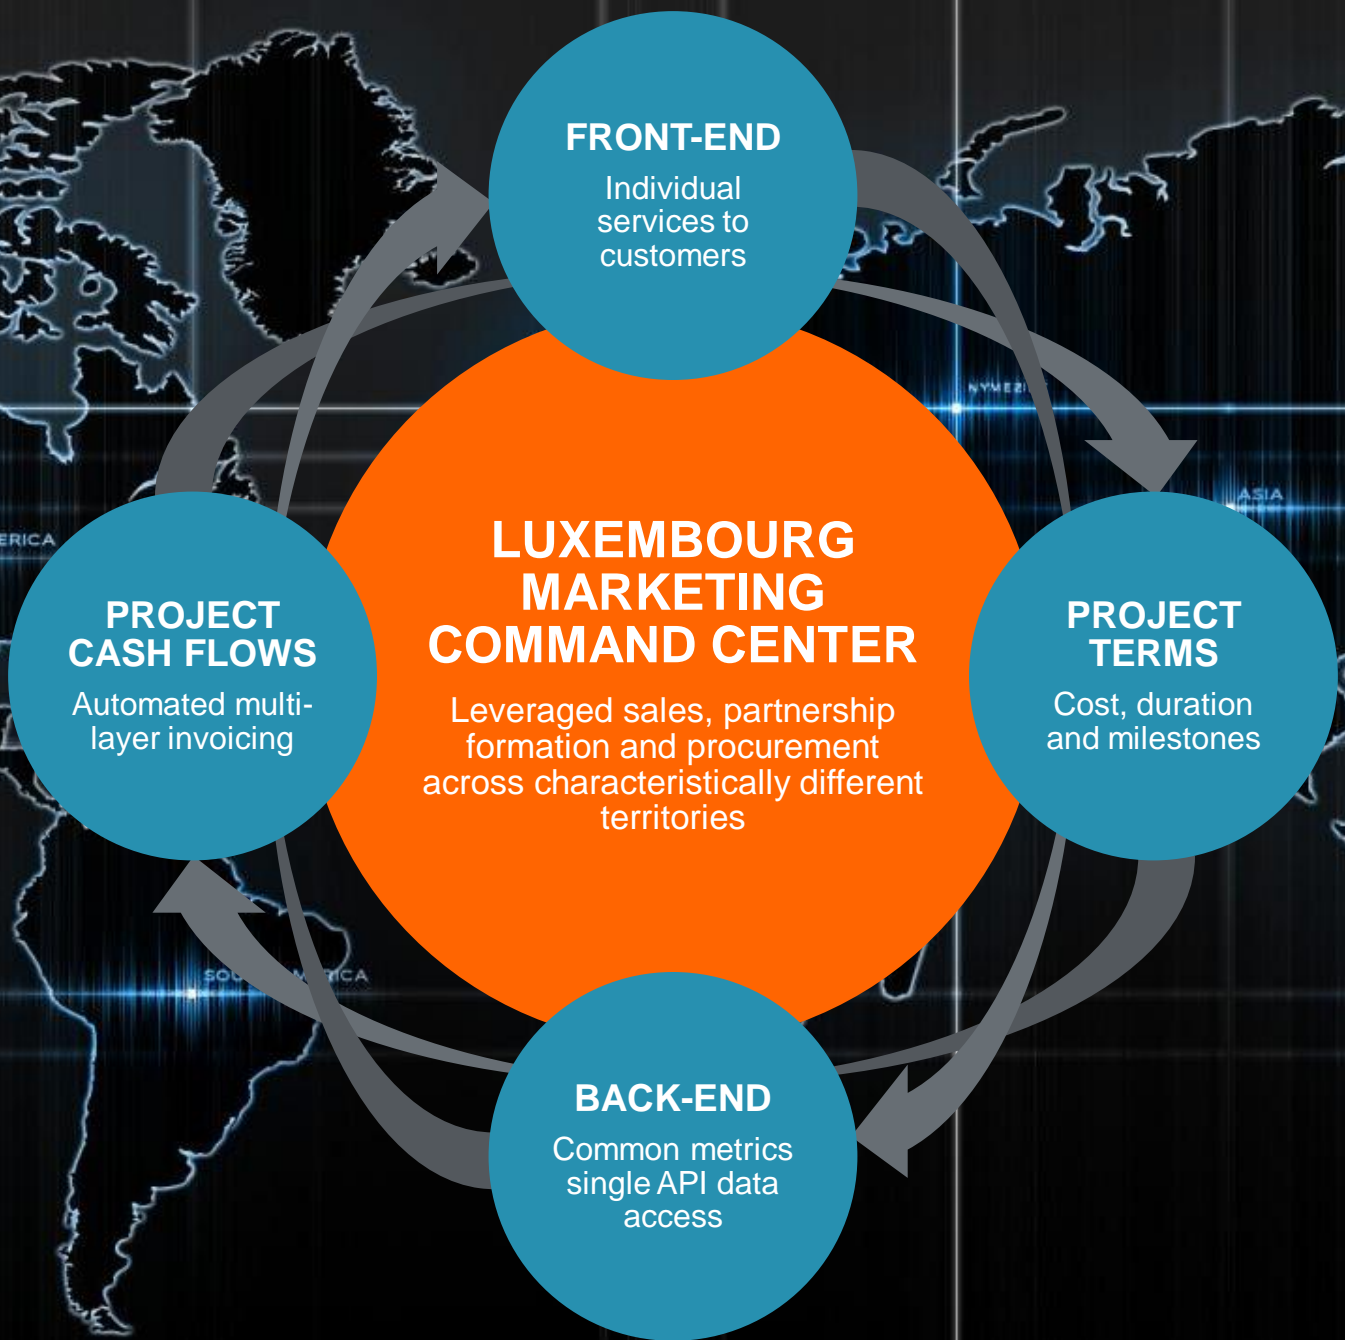 FRONT-END
Individual
services to
customers
ASIA
LUXEMBOURG
MARKETING
COMMAND CENTER
Leveraged sales, partnership
formation and procurement
across characteristically different
territories
PROJECT
CASH FLOWS
Automated multi-
layer invoicing
PROJECT
TERMS
Cost, duration
and milestones
BACK-END
Common metrics
single API data
access